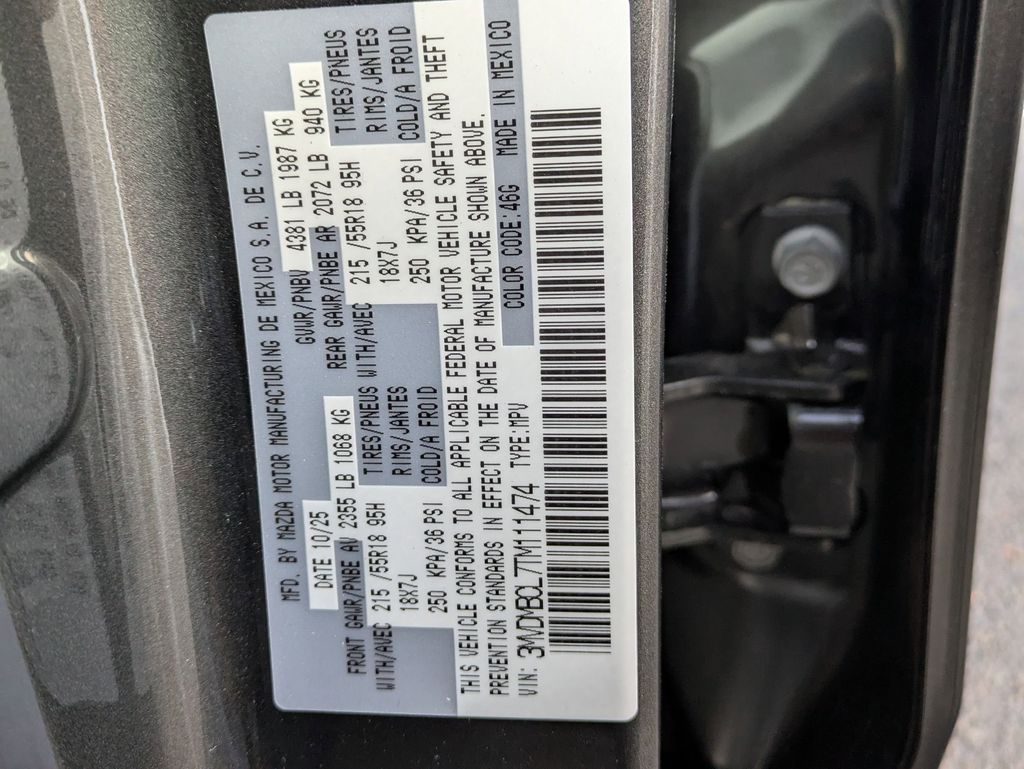 MFD. BY MAZDA MOTOR MANUFACTURING DE MEXICO S.A. DE C.V.
DATE 10/25 GVWR/PNBV 4381 LB 1987 KG
FRONT GAWR/PNBE AV 2355 LB 1068 KG REAR GAWR/PNBE AR 2072 LB 940 KG
WITH/AVEC 215 /55R18 95H TIRES/PNEUS WITH/AVEC 215 /55R18 95H TIRES/PNEUS
18X7J RIMS/JANTES 18X7J RIMS/JANTES
250 KPA/36 PSI COLD/A FROID 250 KPA/36 PSI COLD/A FROID
THIS VEHICLE CONFORMS TO ALL APPLICABLE FEDERAL MOTOR VEHICLE SAFETY AND THEFT
PREVENTION STANDARDS IN EFFECT ON THE DATE OF MANUFACTURE SHOWN ABOVE.
VIN: 3MVDMBCL7TM111474 TYPE:MPV COLOR CODE:46G MADE IN MEXICO